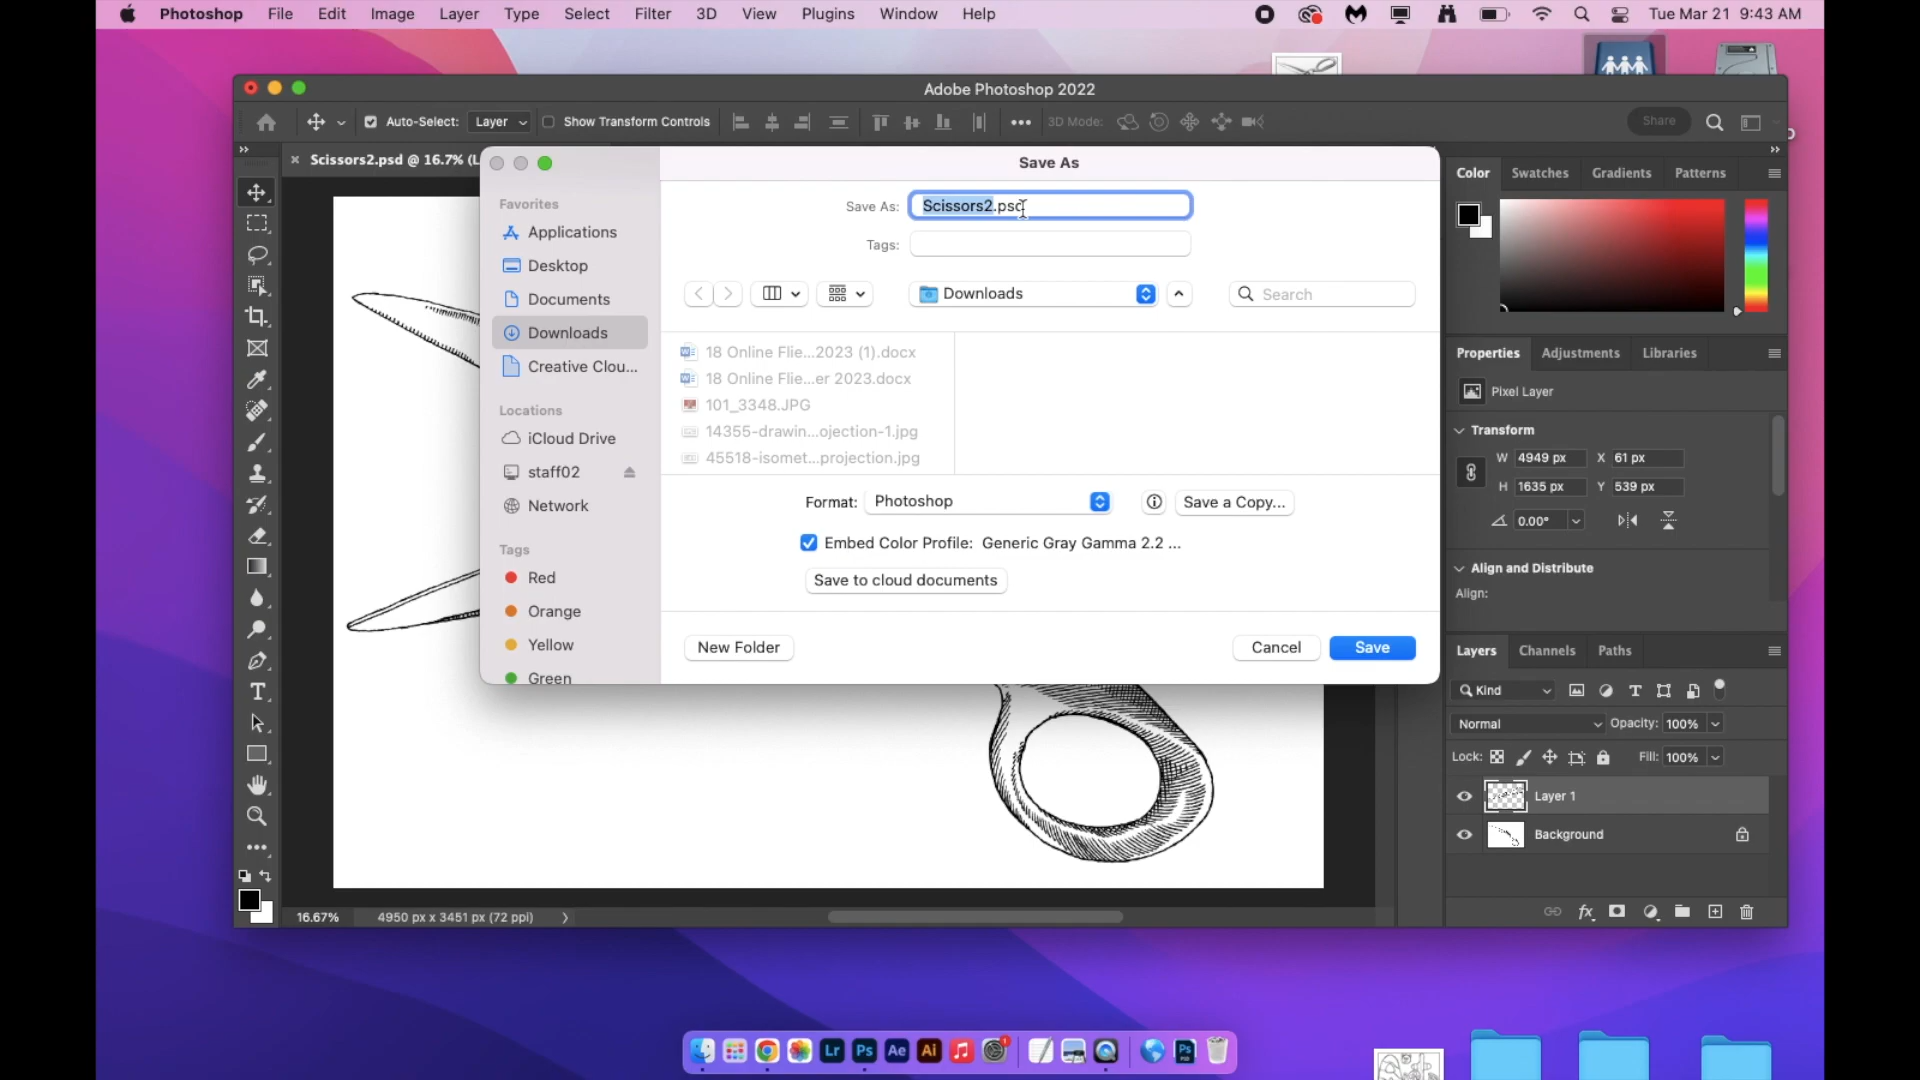 Photoshop File Edit Image Layer Type Select Filter 3D View Plugins Window Help Tue Mar 21 9:43 AM
Adobe Photoshop 2022
Auto-Select: Layer Show Transform Controls 3D Mode: Share
Scissors2.psd @ 16.7% (L
Save As
Save As: Scissors2.psd
Tags:
Downloads
Search
Favorites
Applications
Desktop
Documents
Downloads
Creative Clou...
Locations
iCloud Drive
staff02
Network
Tags
Red
Orange
Yellow
Green
18 Online Flie...2023 (1).docx
18 Online Flie...er 2023.docx
101_3348.JPG
14355-drawin...ojection-1.jpg
45518-isomet...projection.jpg
Format: Photoshop
Save a Copy...
Embed Color Profile: Generic Gray Gamma 2.2 ...
Save to cloud documents
New Folder
Cancel Save
Color Swatches Gradients Patterns
Properties Adjustments Libraries
Pixel Layer
Transform
W 4949 px X 61 px
H 1635 px Y 539 px
0.00°
Align and Distribute
Align:
Layers Channels Paths
Kind
Normal Opacity: 100%
Lock: Fill: 100%
Layer 1
Background
fx
16.67% 4950 px x 3451 px (72 ppi)
Lr Ps Ae Ai 1 Ps